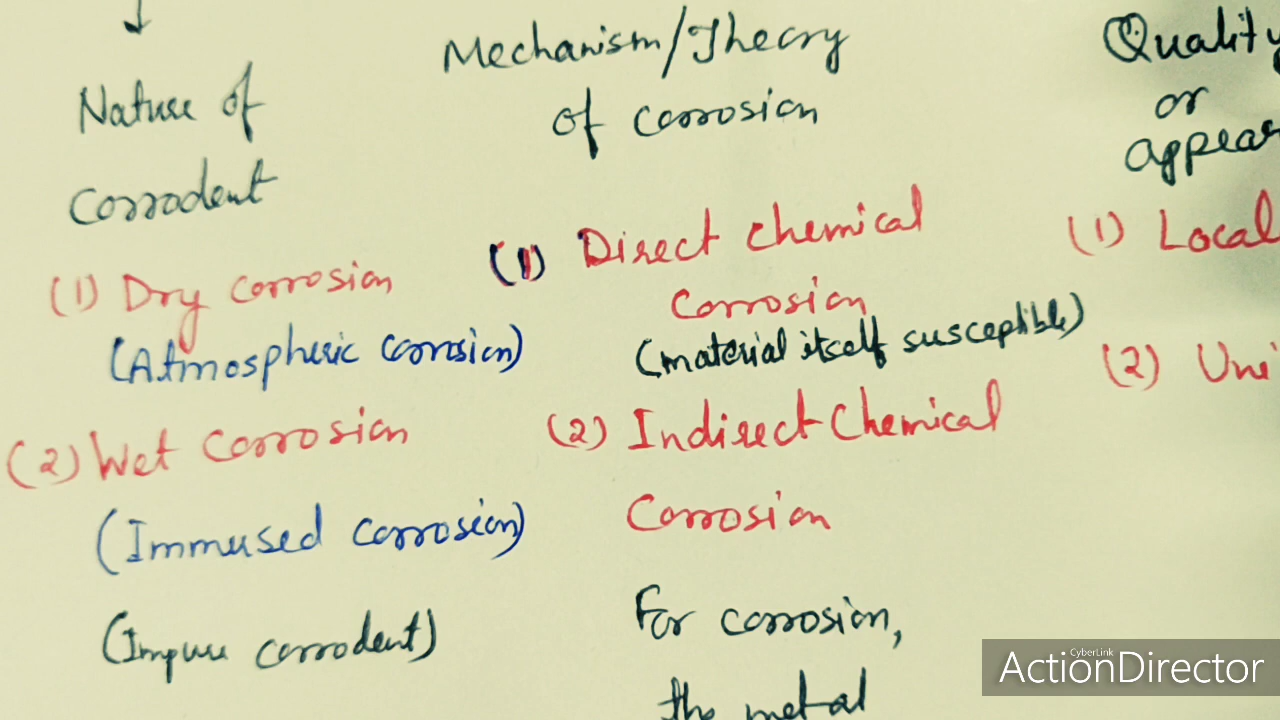 Nature of
Corrodent
(1) Dry corrosion
(Atmospheric corrosion)
(2) Wet Corrosion
(Immused corrosion)
(Impure corrodent)
Mechanism/Theory
of corrosion
(1) Direct chemical
Corrosion
(material itself susceptible)
(2) Indirect Chemical
Corrosion
For corrosion,
the metal
Quality
or
appear
(1) Local
(2) Uni
CyberLink
ActionDirector